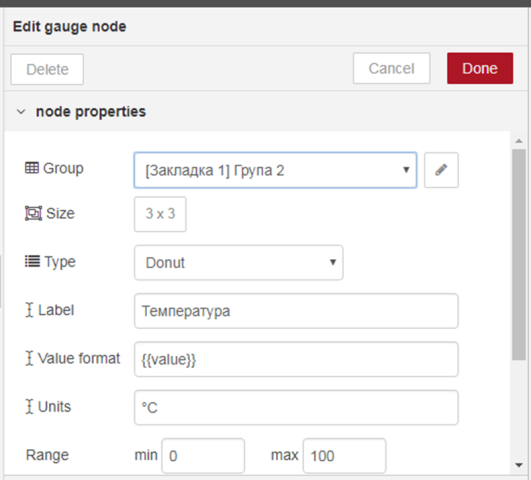 Edit gauge node
Delete Cancel Done
node properties
Group [Закладка 1] Група 2
Size 3 x 3
Type Donut
Label Температура
Value format {{value}}
Units °C
Range min 0 max 100